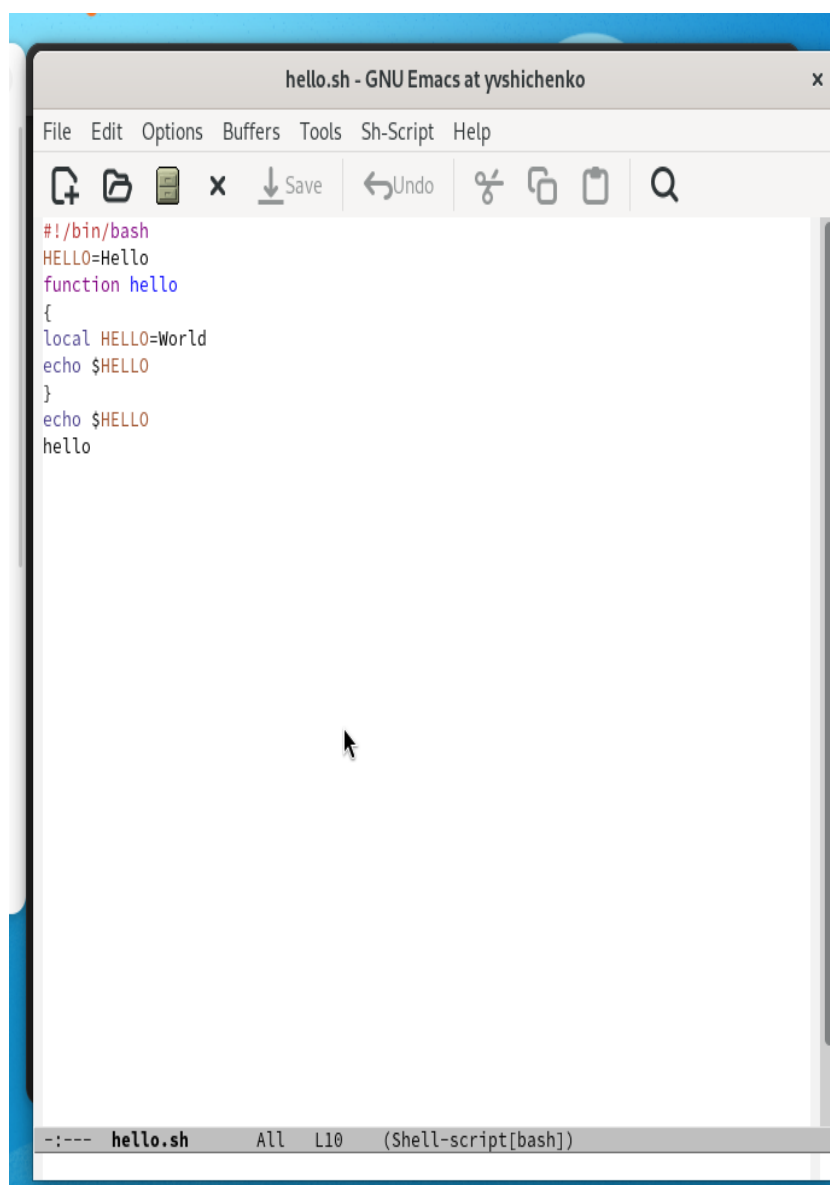 hello.sh - GNU Emacs at yvshichenko
File Edit Options Buffers Tools Sh-Script Help
Save Undo
#!/bin/bash
HELLO=Hello
function hello
{
local HELLO=World
echo $HELLO
}
echo $HELLO
hello
-:--- hello.sh All L10 (Shell-script[bash])